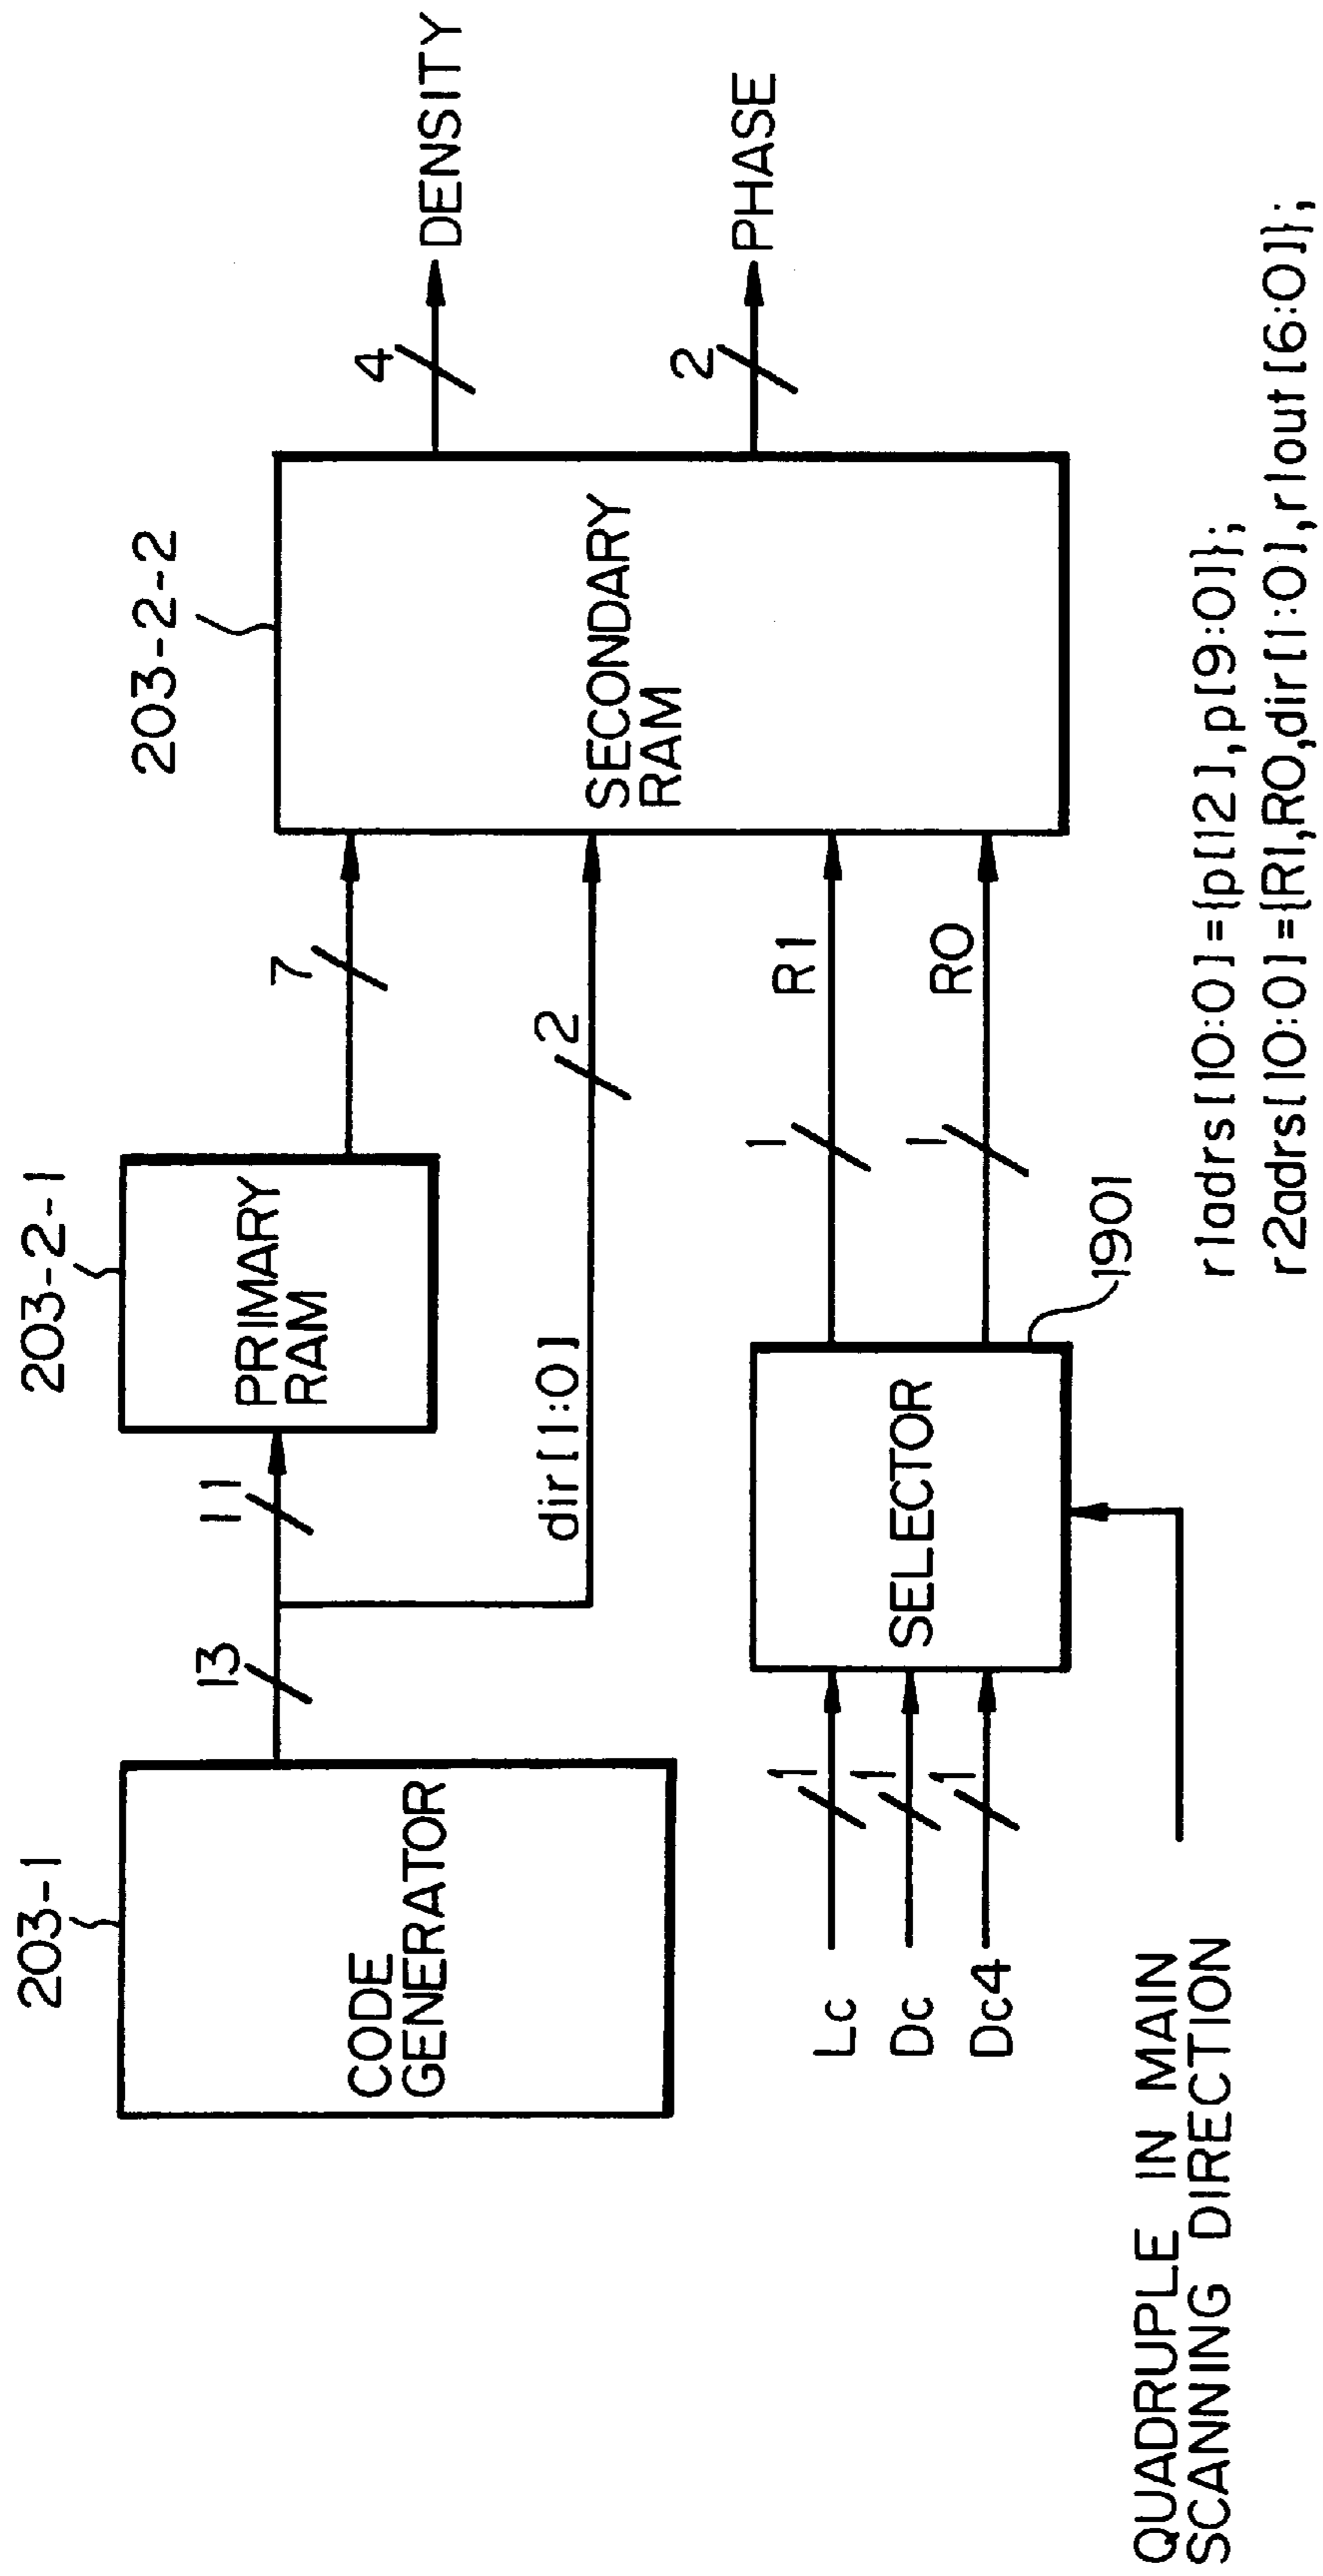 203-1
CODE
GENERATOR
13
11
203-2-1
PRIMARY
RAM
7
dir[1:0]
2
203-2-2
SECONDARY
RAM
4
DENSITY
2
PHASE
Lc
1
Dc
1
Dc4
1
SELECTOR
1901
1
R1
1
R0
QUADRUPLE IN MAIN
SCANNING DIRECTION
r1adrs[10:0]={p[12],p[9:0]};
r2adrs[10:0]={R1,R0,dir[1:0],r1out[6:0]};